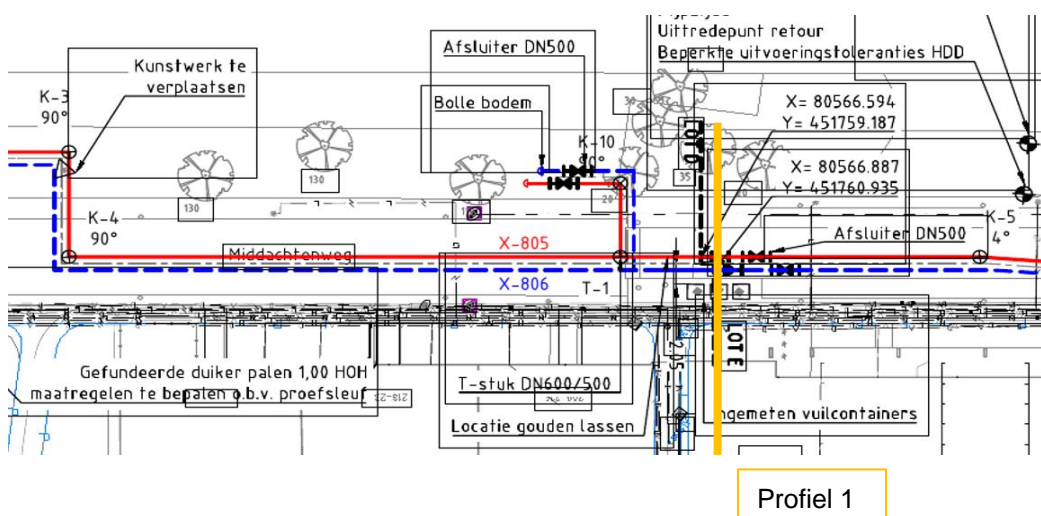 Uittredepunt retour
Beperkte uitvoeringstoleranties HDD
Afsluiter DN500
Kunstwerk te
verplaatsen
K-3
90°
Bolle bodem
X= 80566.594
Y= 451759.187
K-10
30
35
LOT D
X= 80566.887
Y= 451760.935
130
130
20
K-4
90°
K-5
4°
Afsluiter DN500
X-805
Middachtenweg
X-806
T-1
LOT E
2.05
Gefundeerde duiker palen 1,00 HOH
maatregelen te bepalen o.b.v. proefsleuf
T-stuk DN600/500
Locatie gouden lassen
ngemeten vuilcontainers
Profiel 1